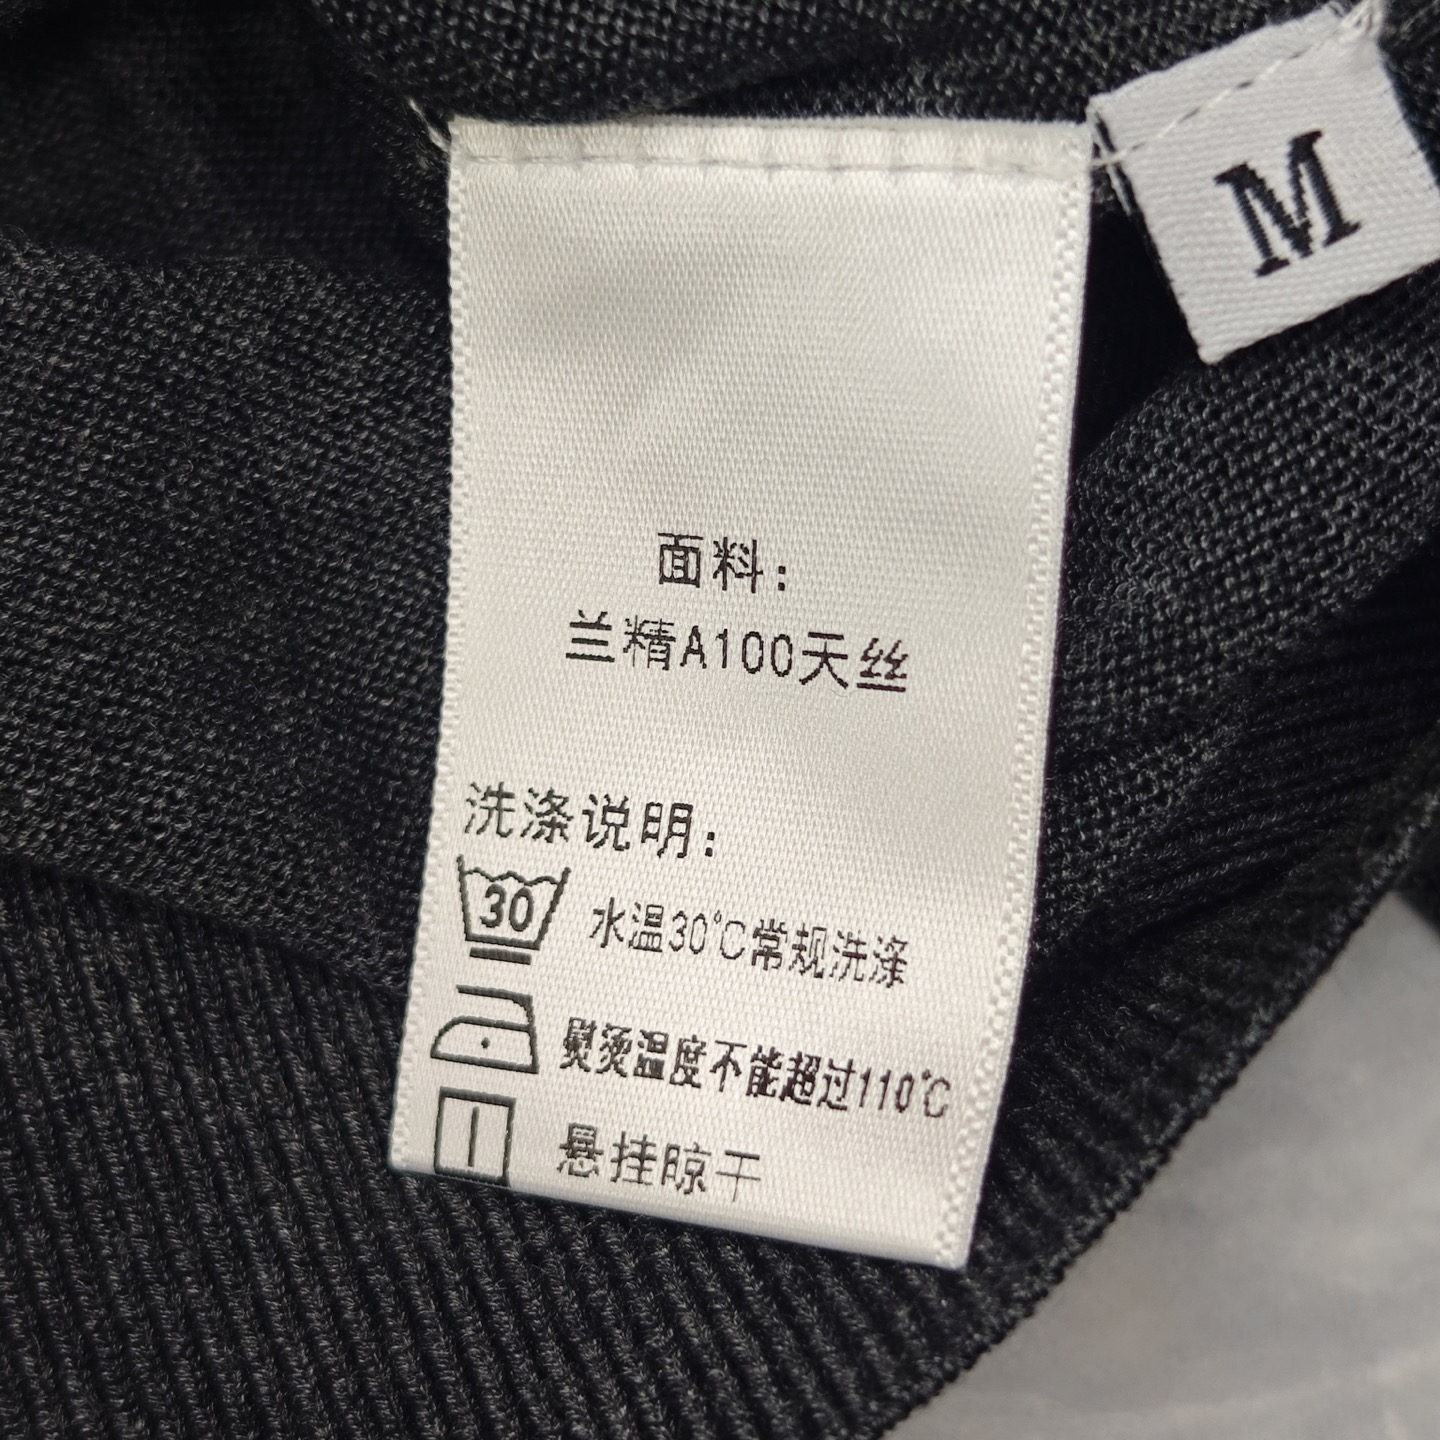 M
面料：
兰精A100天丝
洗涤说明：
30
水温30℃常规洗涤
熨烫温度不能超过110℃
悬挂晾干